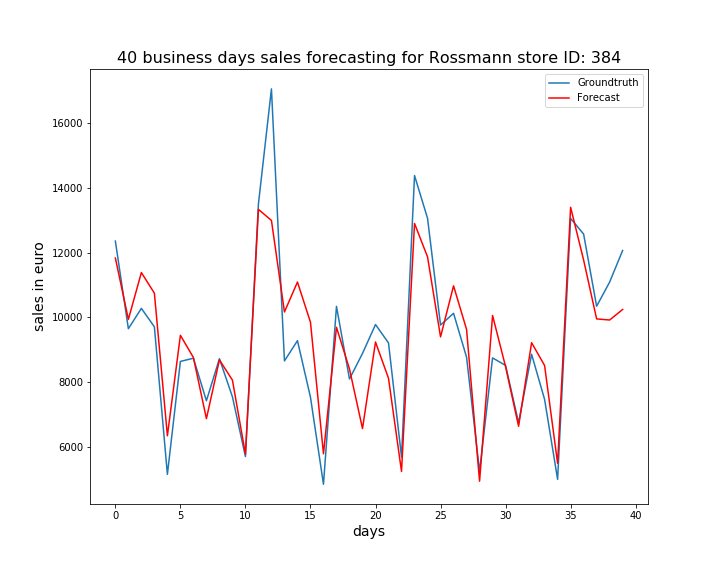 40 business days sales forecasting for Rossmann store ID: 384
Groundtruth
Forecast
sales in euro
16000
14000
12000
10000
8000
6000
0 5 10 15 20 25 30 35 40
days